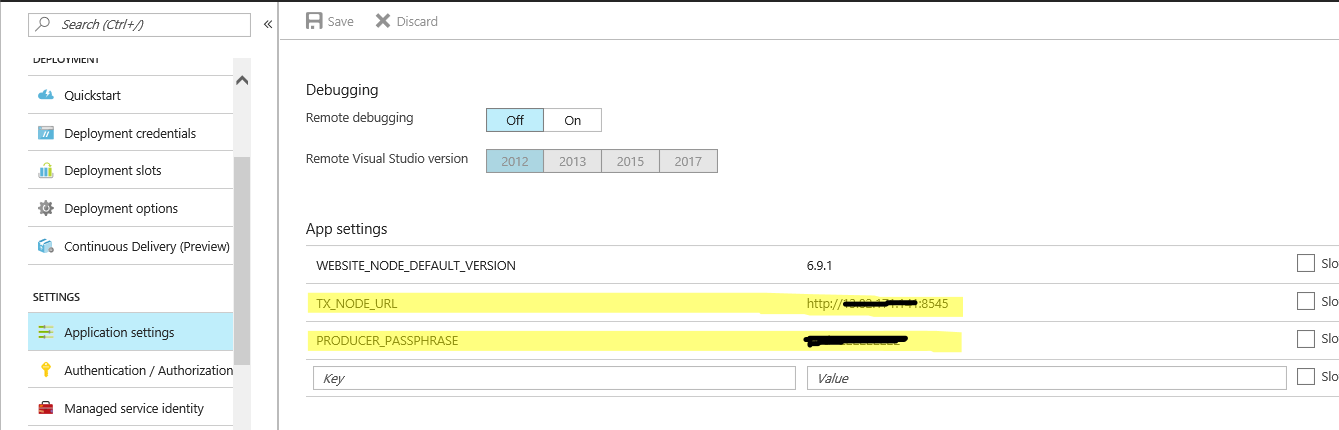 Search (Ctrl+/)
«
Save
Discard
DEPLOYMENT
Quickstart
Deployment credentials
Deployment slots
Deployment options
Continuous Delivery (Preview)
SETTINGS
Application settings
Authentication / Authorization
Managed service identity
Debugging
Remote debugging
Off On
Remote Visual Studio version
2012 2013 2015 2017
App settings
WEBSITE_NODE_DEFAULT_VERSION 6.9.1 Slo
TX_NODE_URL http:// :8545 Slo
PRODUCER_PASSPHRASE Slo
Key Value Slo